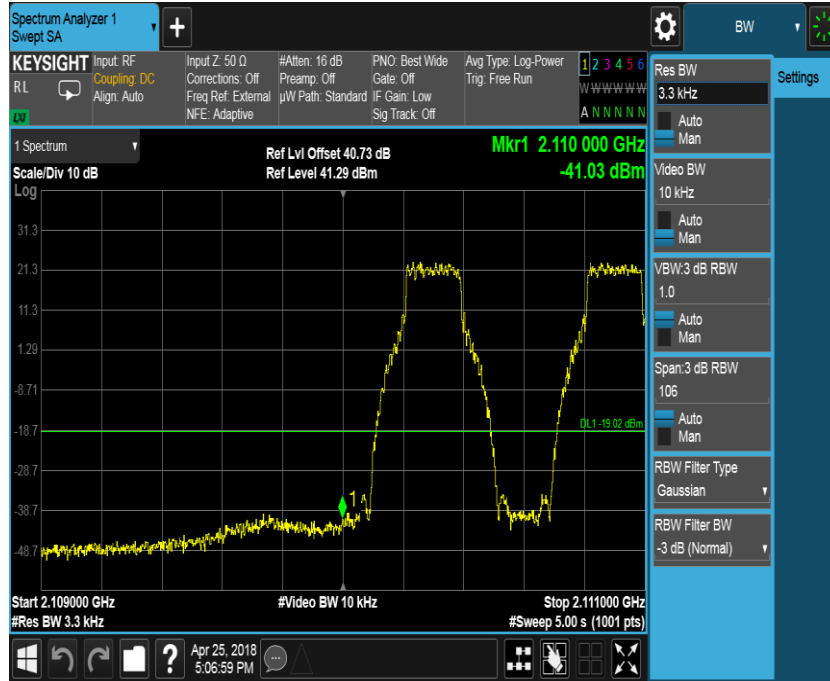 Spectrum Analyzer 1
Swept SA
+
BW
KEYSIGHT
RL
LXI
Input: RF
Coupling: DC
Align: Auto
Input Z: 50 Ω
Corrections: Off
Freq Ref: External
NFE: Adaptive
#Atten: 16 dB
Preamp: Off
µW Path: Standard
PNO: Best Wide
Gate: Off
IF Gain: Low
Sig Track: Off
Avg Type: Log-Power
Trig: Free Run
1 2 3 4 5 6
W W W W W W
A N N N N N
1 Spectrum
Scale/Div 10 dB
Log
Ref Lvl Offset 40.73 dB
Ref Level 41.29 dBm
Mkr1 2.110 000 GHz
-41.03 dBm
31.3
21.3
11.3
1.29
-8.71
-18.7
-28.7
-38.7
-48.7
DL1 -19.02 dBm
1
Start 2.109000 GHz
#Res BW 3.3 kHz
#Video BW 10 kHz
Stop 2.111000 GHz
#Sweep 5.00 s (1001 pts)
Apr 25, 2018
5:06:59 PM
?
Res BW
3.3 kHz
Auto
Man
Video BW
10 kHz
Auto
Man
VBW:3 dB RBW
1.0
Auto
Man
Span:3 dB RBW
106
Auto
Man
RBW Filter Type
Gaussian
RBW Filter BW
-3 dB (Normal)
Settings